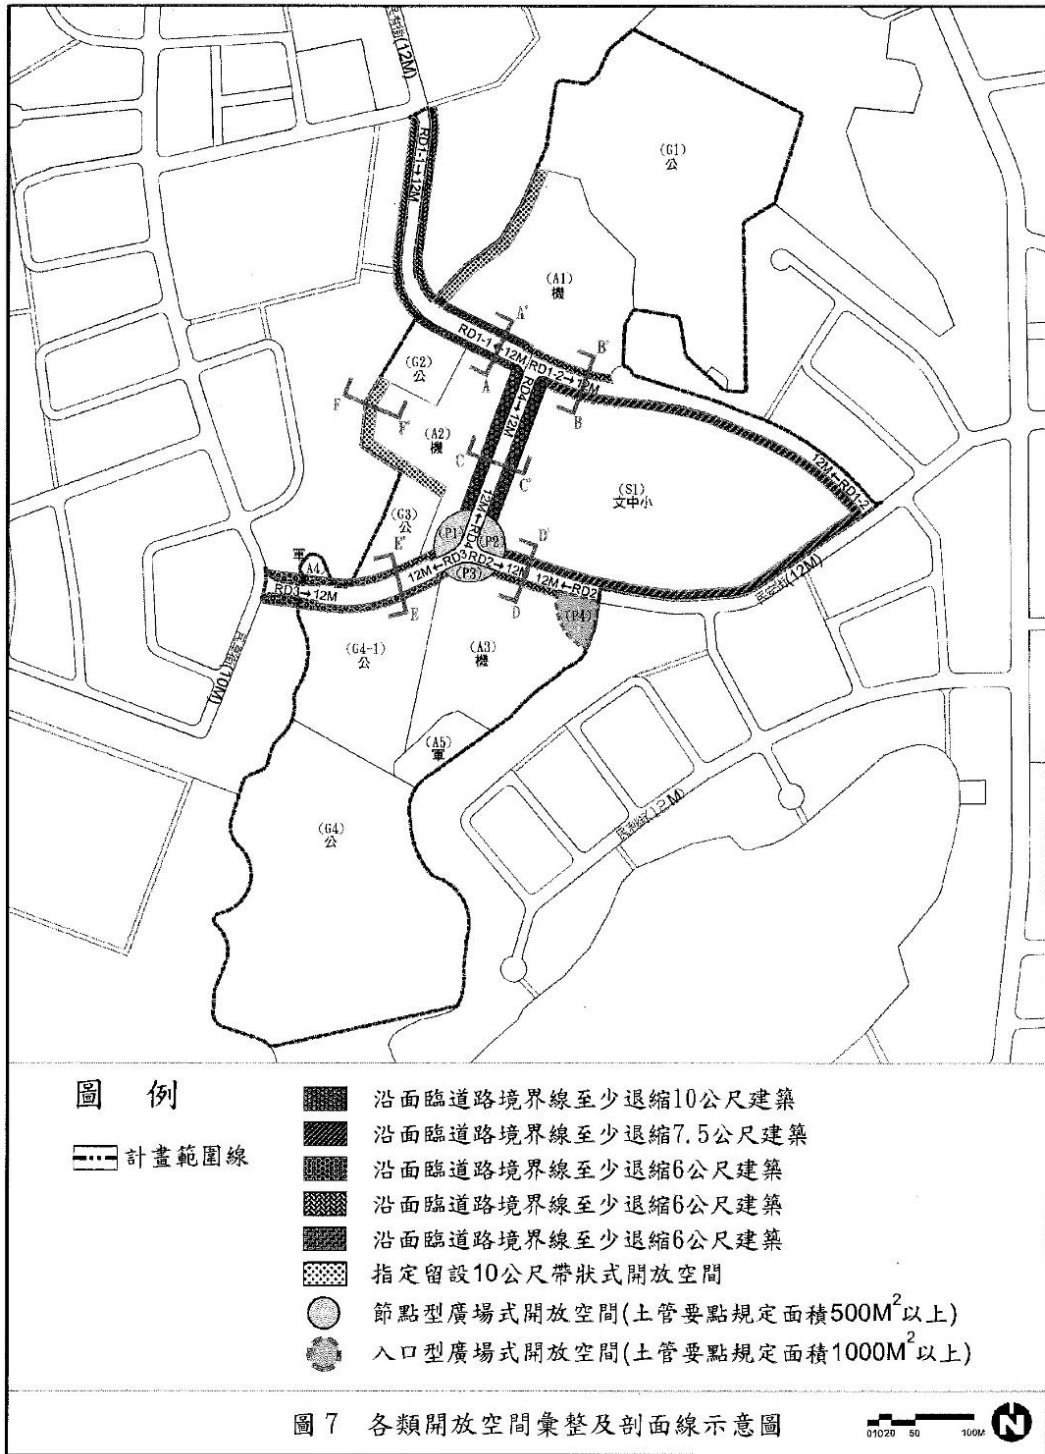 民享街(12M)
RD1-1→12M
(G1)
公
(A1)
機
A'
RD1-1←12M
A
B'
RD1-2→12M
B
(G2)
公
RD4→12M
F
F'
(A2)
機
C
C'
(S1)
文中小
12M←RD1-2
(G3)
公
12M←RD4
(P1)
(P2)
D'
E'
12M←RD3
RD2→12M
12M←RD2
(P3)
軍
A4
RD3→12M
E
D
(P4)
(12M)
(10M)
(G4-1)
公
(A3)
機
(A5)
軍
(G4)
公
民利街(12M)
圖 例
計畫範圍線
沿面臨道路境界線至少退縮10公尺建築
沿面臨道路境界線至少退縮7.5公尺建築
沿面臨道路境界線至少退縮6公尺建築
沿面臨道路境界線至少退縮6公尺建築
沿面臨道路境界線至少退縮6公尺建築
指定留設10公尺帶狀式開放空間
節點型廣場式開放空間(土管要點規定面積500M²以上)
入口型廣場式開放空間(土管要點規定面積1000M²以上)
圖 7 各類開放空間彙整及剖面線示意圖
01020 50 100M
N